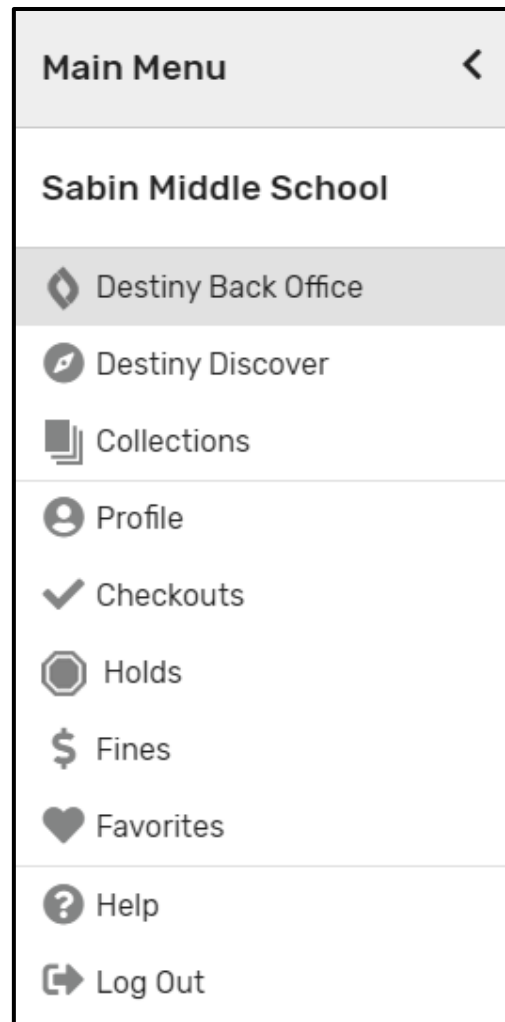 Main Menu
Sabin Middle School
Destiny Back Office
Destiny Discover
Collections
Profile
Checkouts
Holds
Fines
Favorites
Help
Log Out